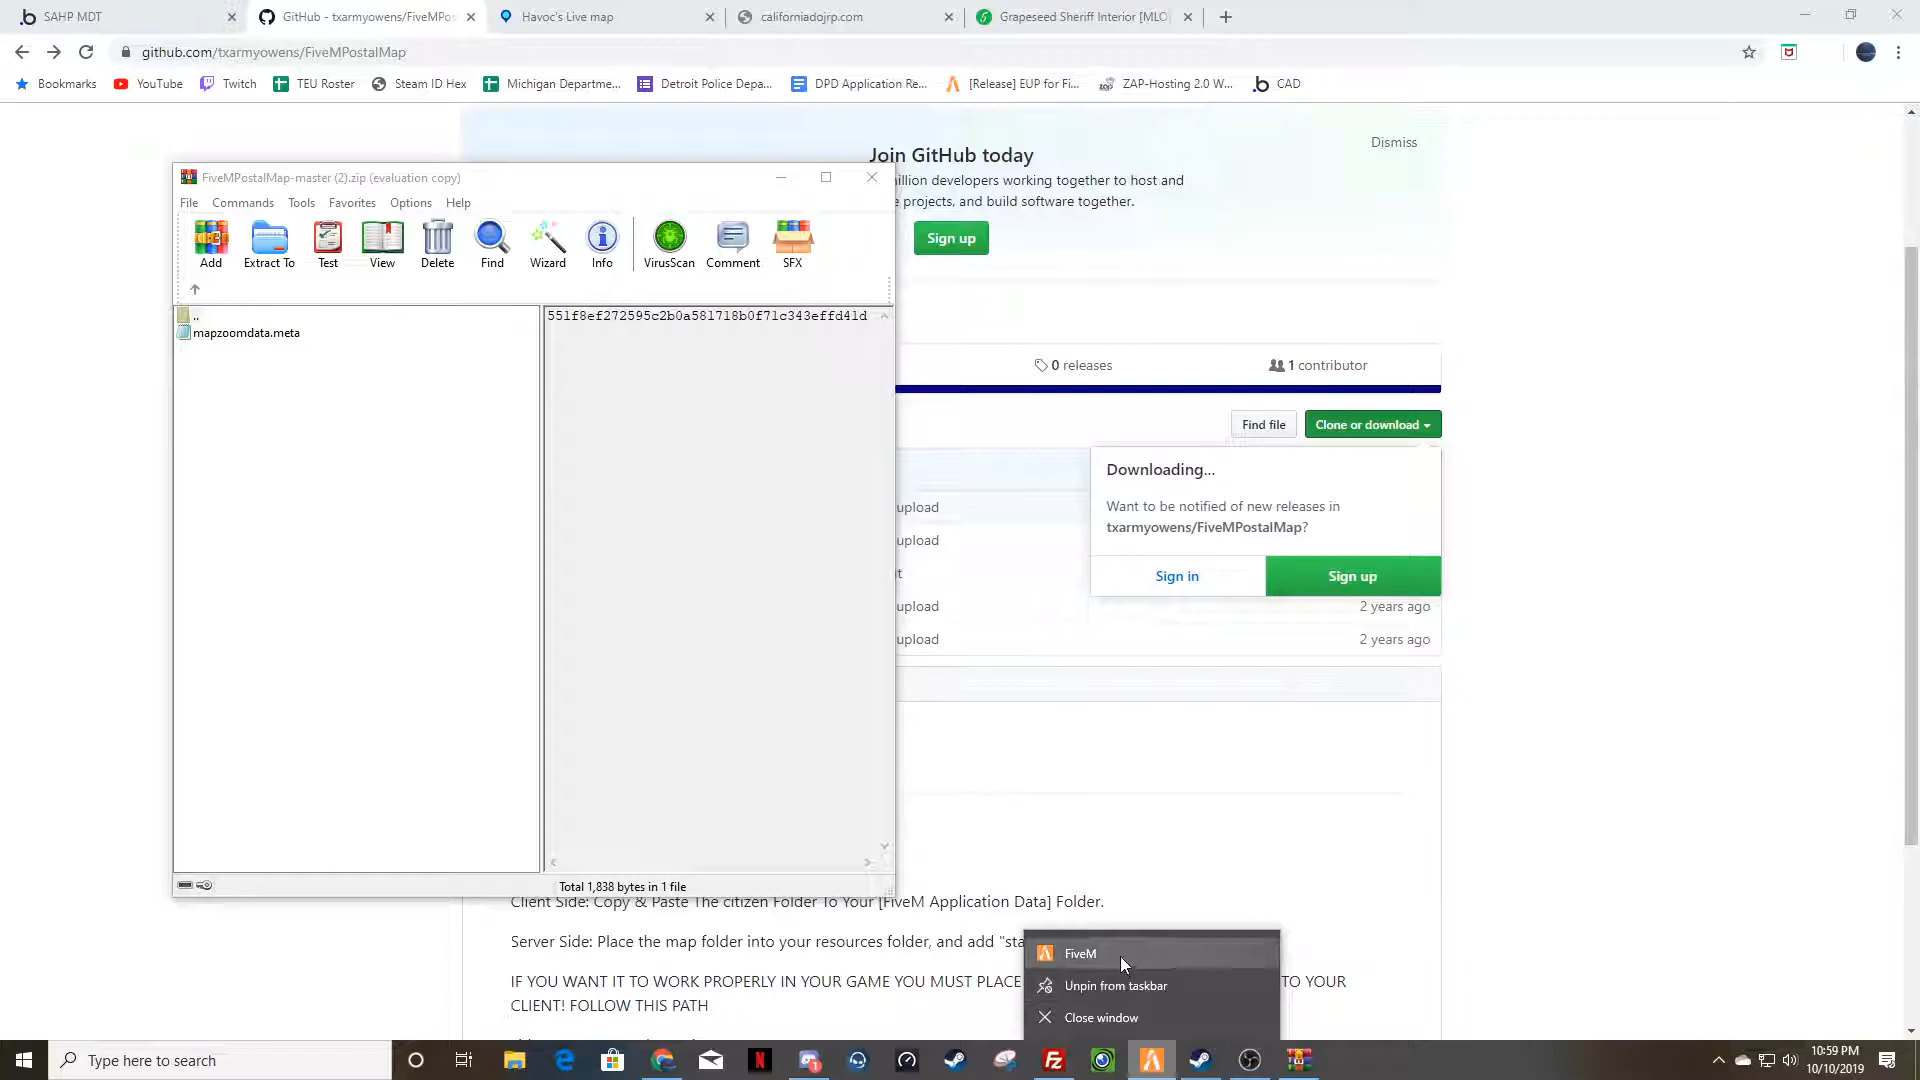 SAHP MDT
GitHub - txarmyowens/FiveMPos
Havoc's Live map
californiadojrp.com
Grapeseed Sheriff Interior [MLO
github.com/txarmyowens/FiveMPostalMap
Bookmarks
YouTube
Twitch
TEU Roster
Steam ID Hex
Michigan Departme...
Detroit Police Depa...
DPD Application Re...
[Release] EUP for Fi...
ZAP-Hosting 2.0 W...
CAD
Join GitHub today
Dismiss
illion developers working together to host and
e projects, and build software together.
Sign up
FiveMPostalMap-master (2).zip (evaluation copy)
File Commands Tools Favorites Options Help
Add
Extract To
Test
View
Delete
Find
Wizard
Info
VirusScan
Comment
SFX
..
mapzoomdata.meta
551f8ef272595c2b0a581718b0f71c343effd41d
Total 1,838 bytes in 1 file
0 releases
1 contributor
Find file
Clone or download
Downloading...
Want to be notified of new releases in
txarmyowens/FiveMPostalMap?
Sign in
Sign up
upload
upload
t
upload
2 years ago
upload
2 years ago
Client Side: Copy & Paste The citizen Folder To Your [FiveM Application Data] Folder.
Server Side: Place the map folder into your resources folder, and add "sta
IF YOU WANT IT TO WORK PROPERLY IN YOUR GAME YOU MUST PLACE
TO YOUR
CLIENT! FOLLOW THIS PATH
FiveM
Unpin from taskbar
Close window
Type here to search
10:59 PM
10/10/2019